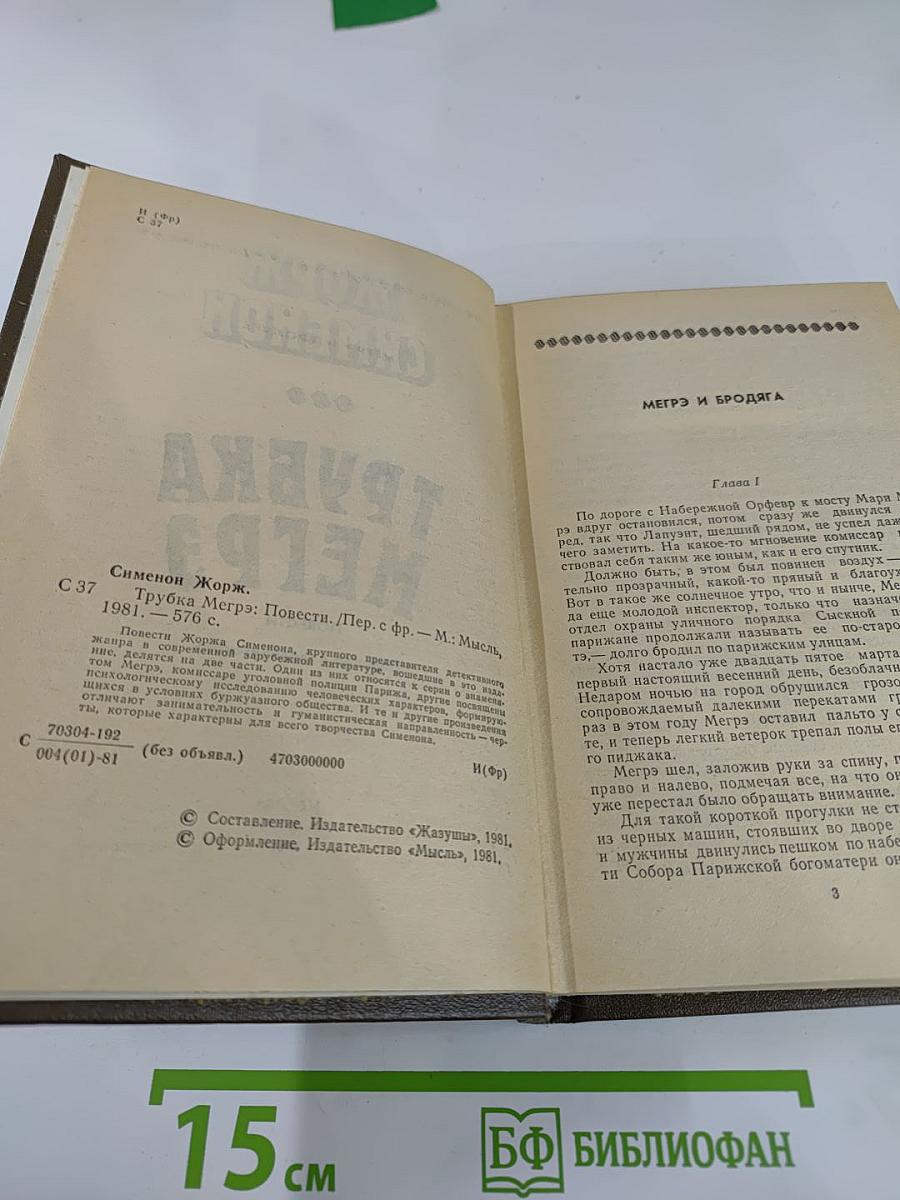 И (Фр)
С 37
Сименон Жорж.
С 37 Трубка Мегрэ: Повести. /Пер. с фр. — М.: Мысль,
1981. — 576 с.
Повести Жоржа Сименона, крупного представителя детективного
жанра в современной зарубежной литературе, вошедшие в это изда-
ние, делятся на две части. Одни из них относятся к серии о знамени-
том Мегрэ, комиссаре уголовной полиции Парижа, другие посвящены
психологическому исследованию человеческих характеров, формирую-
щихся в условиях буржуазного общества. И те и другие произведения
отличают занимательность и гуманистическая направленность — чер-
ты, которые характерны для всего творчества Сименона.
С 70304-192
004(01)-81 (без объявл.) 4703000000
И(Фр)
© Составление. Издательство «Жазушы», 1981.
© Оформление, Издательство «Мысль», 1981.
МЕГРЭ И БРОДЯГА
Глава I
По дороге с Набережной Орфевр к мосту Мари М
рэ вдруг остановился, потом сразу же двинулся
ред, так что Лапуэнт, шедший рядом, не успел даж
чего заметить. На какое-то мгновение комиссар
ствовал себя таким же юным, как и его спутник.
Должно быть, в этом был повинен воздух —
тельно прозрачный, какой-то пряный и благоух
Вот в такое же солнечное утро, что и нынче, Ме
да еще молодой инспектор, только что назначе
отдел охраны уличного порядка Сыскной п
парижане продолжали называть ее по-старо
тэ, — долго бродил по парижским улицам.
Хотя настало уже двадцать пятое марта
первый настоящий весенний день, безоблачн
Недаром ночью на город обрушился грозо
сопровождаемый далекими перекатами гр
раз в этом году Мегрэ оставил пальто у с
те, и теперь легкий ветерок трепал полы ег
го пиджака.
Мегрэ шел, заложив руки за спину, п
право и налево, подмечая все, на что он
уже перестал было обращать внимание.
Для такой короткой прогулки не ст
из черных машин, стоявших во дворе
и мужчины двинулись пешком по набе
ти Собора Парижской богоматери он
3
15 см
БФ БИБЛИОФАН